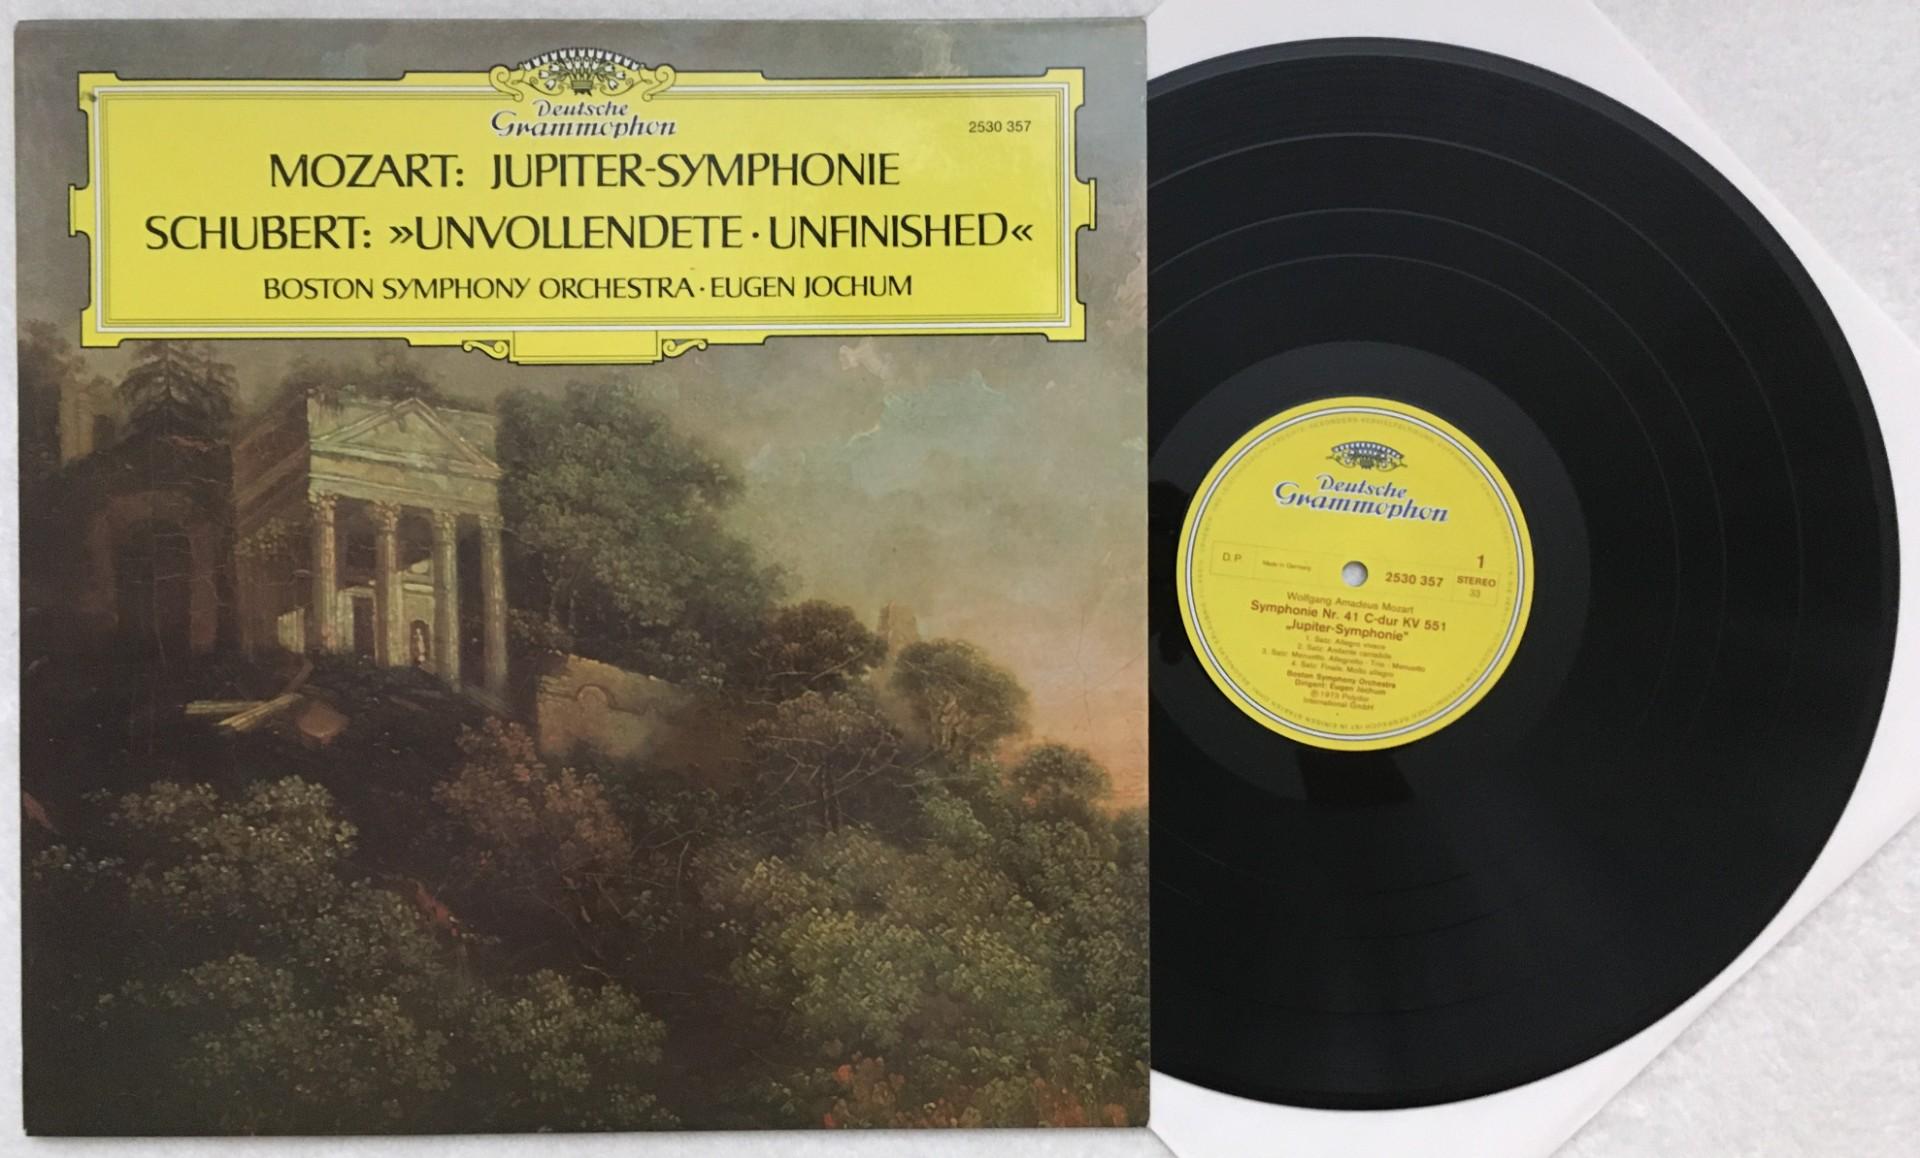 Deutsche
Grammophon
2530 357
MOZART: JUPITER-SYMPHONIE
SCHUBERT: »UNVOLLENDETE · UNFINISHED«
BOSTON SYMPHONY ORCHESTRA · EUGEN JOCHUM
Deutsche
Grammophon
D.P.
Made in Germany
2530 357
1
STEREO
33
Wolfgang Amadeus Mozart
Symphonie Nr. 41 C-dur KV 551
„Jupiter-Symphonie"
1. Satz: Allegro vivace
2. Satz: Andante cantabile
3. Satz: Menuetto. Allegretto - Trio - Menuetto
4. Satz: Finale. Molto allegro
Boston Symphony Orchestra
Dirigent: Eugen Jochum
℗ 1973 Polydor
International GmbH